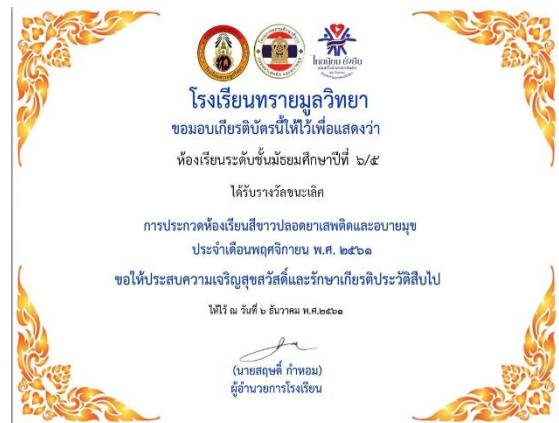 ไทยนิยม ยั่งยืน
โรงเรียนทรายมูลวิทยา
ขอมอบเกียรติบัตรนี้ให้ไว้เพื่อแสดงว่า
ห้องเรียนระดับชั้นมัธยมศึกษาปีที่ ๖/๕
ได้รับรางวัลชนะเลิศ
การประกวดห้องเรียนสีขาวปลอดยาเสพติดและอบายมุข
ประจำเดือนพฤศจิกายน พ.ศ. ๒๕๖๑
ขอให้ประสบความเจริญสุขสวัสดิ์และรักษาเกียรติประวัติสืบไป
ให้ไว้ ณ วันที่ ๖ ธันวาคม พ.ศ.๒๕๖๑
(นายสฤษดิ์ กำหอม)
ผู้อำนวยการโรงเรียน